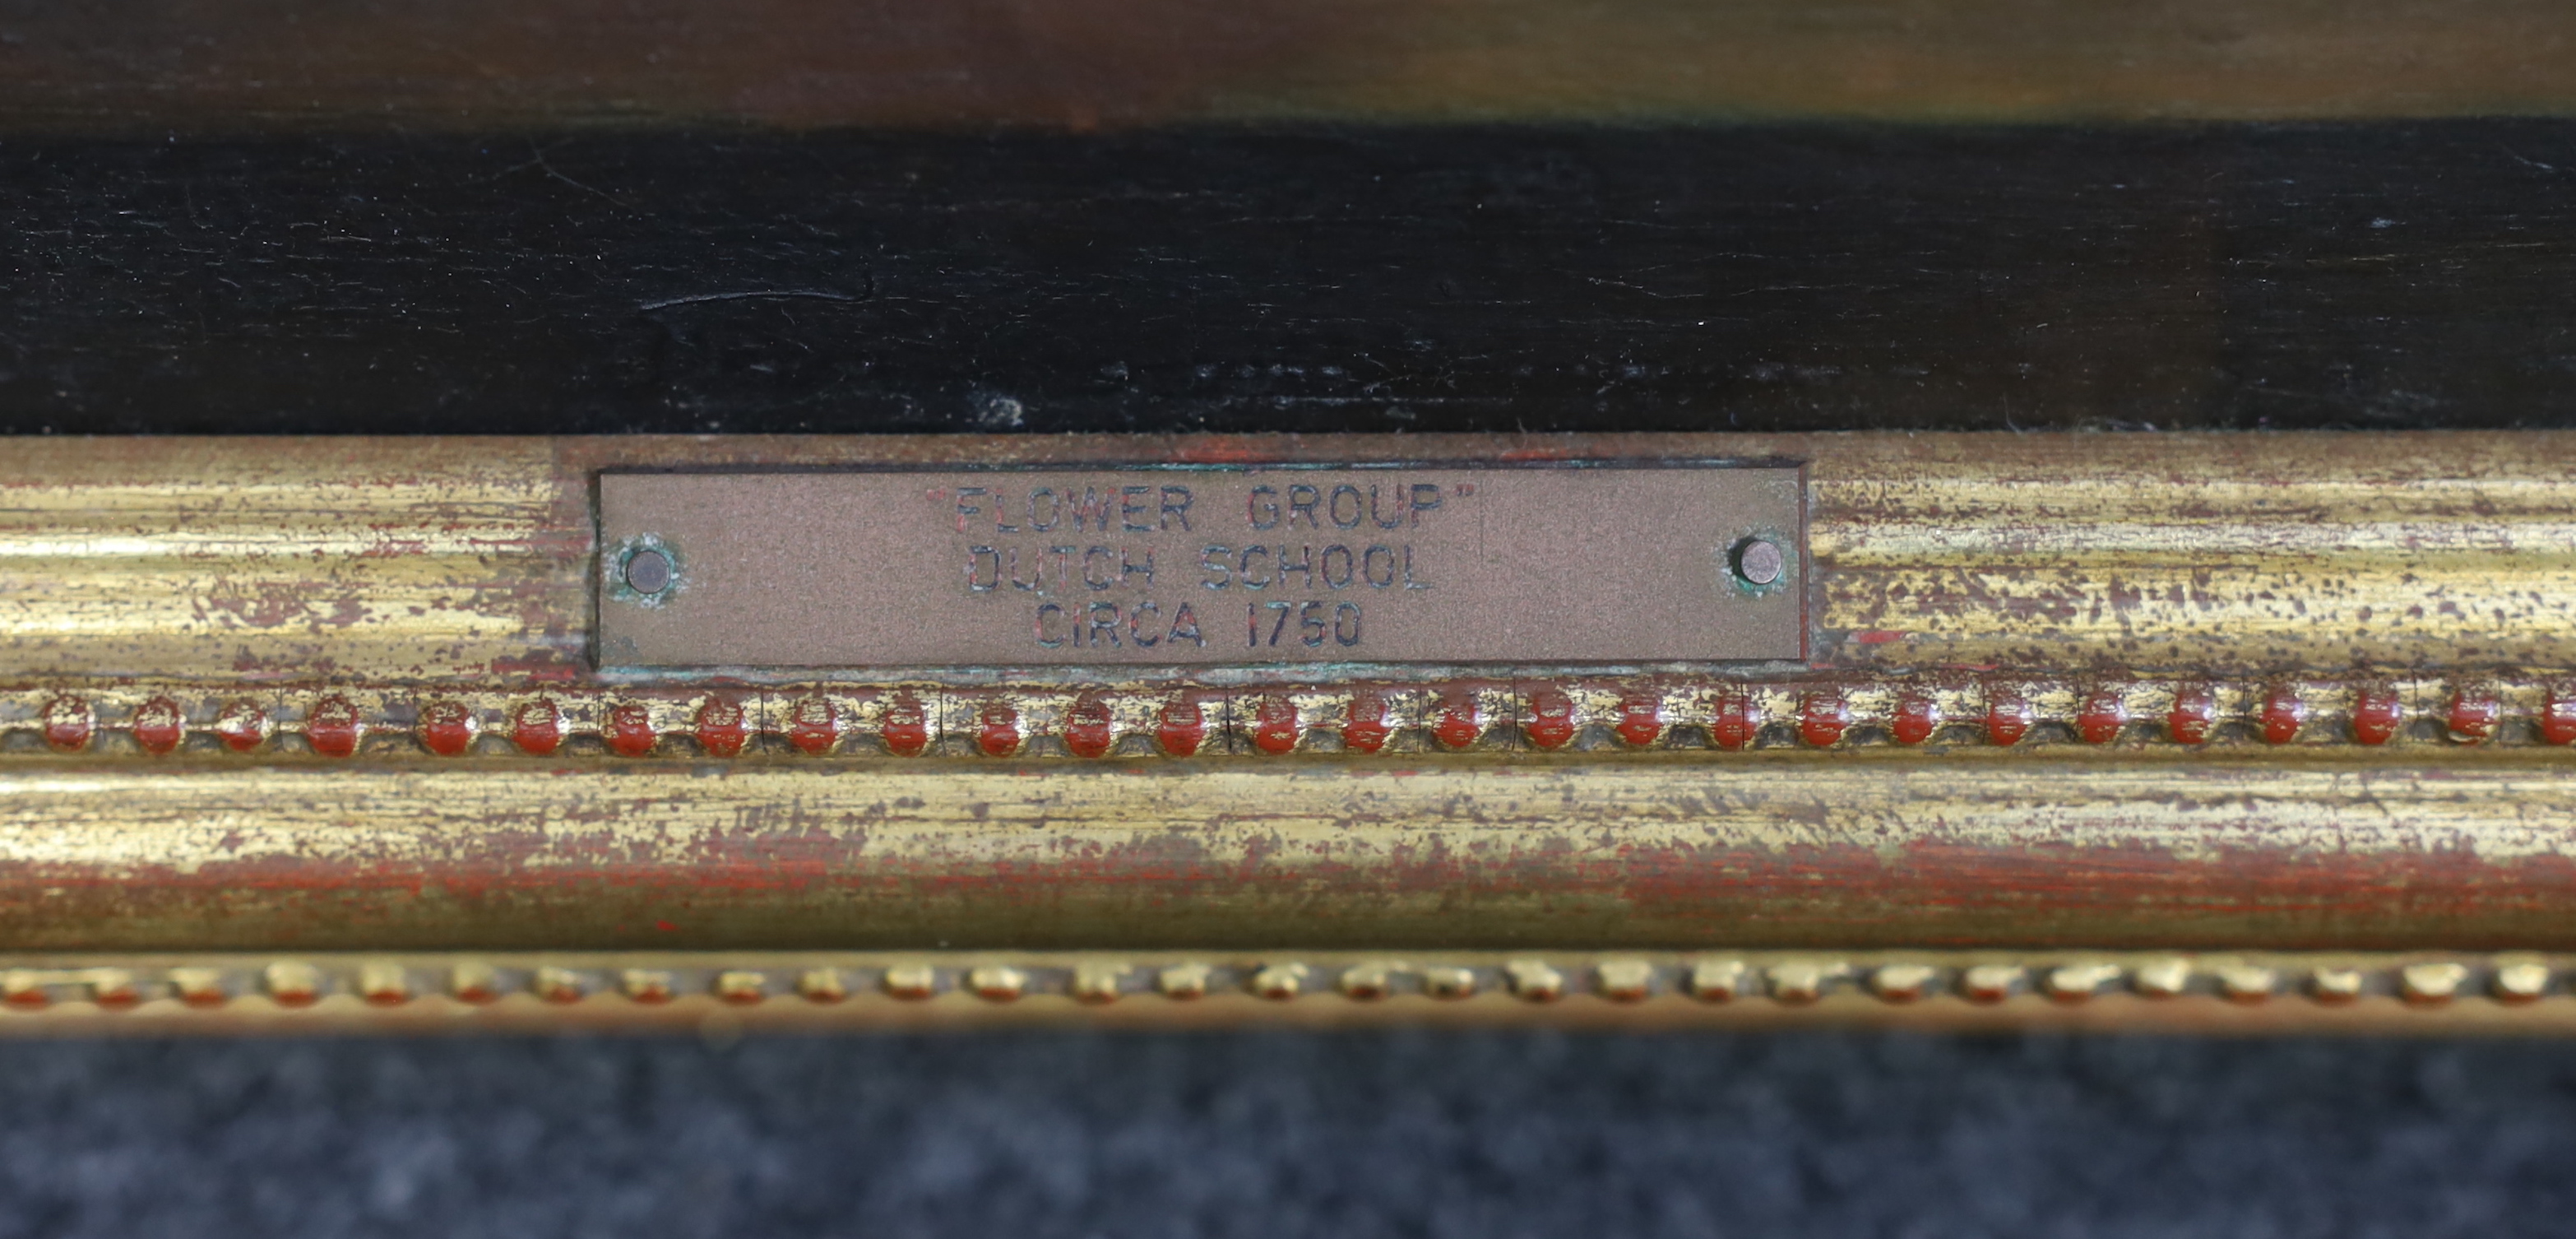 "FLOWER GROUP"
DUTCH SCHOOL
CIRCA 1750